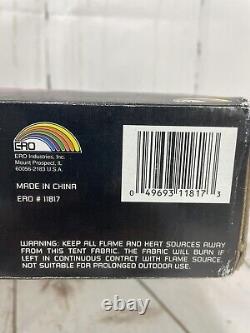 ERO
ERO Industries, Inc.
Mount Prospect, IL
60056-2183 U.S.A.
MADE IN CHINA
ERO # 11817
0 49693 11817 3
WARNING: KEEP ALL FLAME AND HEAT SOURCES AWAY
FROM THIS TENT FABRIC. THE FABRIC WILL BURN IF
LEFT IN CONTINUOUS CONTACT WITH FLAME SOURCE.
NOT SUITABLE FOR PROLONGED OUTDOOR USE.
ebay